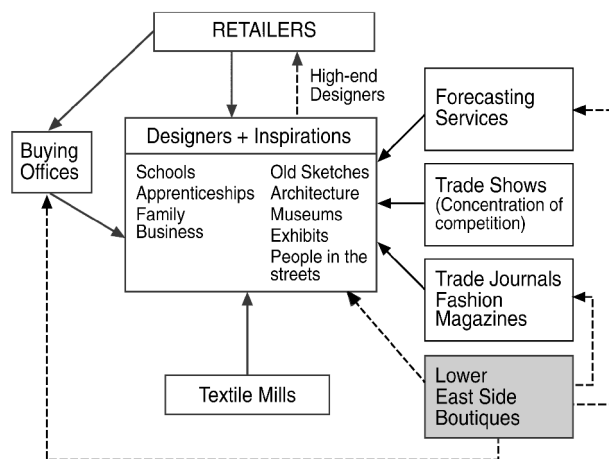 RETAILERS
High-end
Designers
Buying
Offices
Designers + Inspirations
Schools
Apprenticeships
Family
Business
Old Sketches
Architecture
Museums
Exhibits
People in the
streets
Forecasting
Services
Trade Shows
(Concentration of
competition)
Trade Journals
Fashion
Magazines
Textile Mills
Lower
East Side
Boutiques